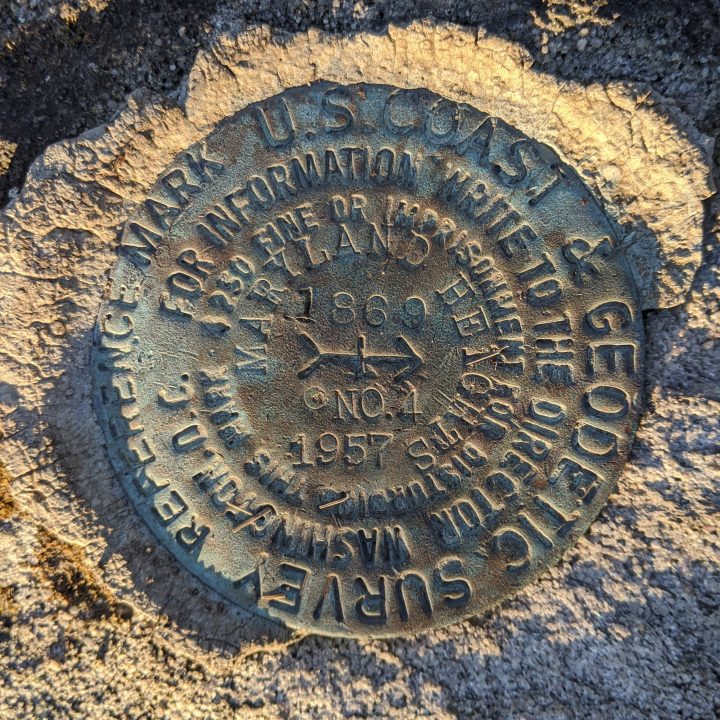 U.S. COAST & GEODETIC SURVEY
REFERENCE MARK
FOR INFORMATION WRITE TO THE DIRECTOR WASHINGTON, D.C.
$250 FINE OR IMPRISONMENT FOR DISTURBING THIS MARK
MARYLAND HEIGHTS
1869
NO. 1
1957